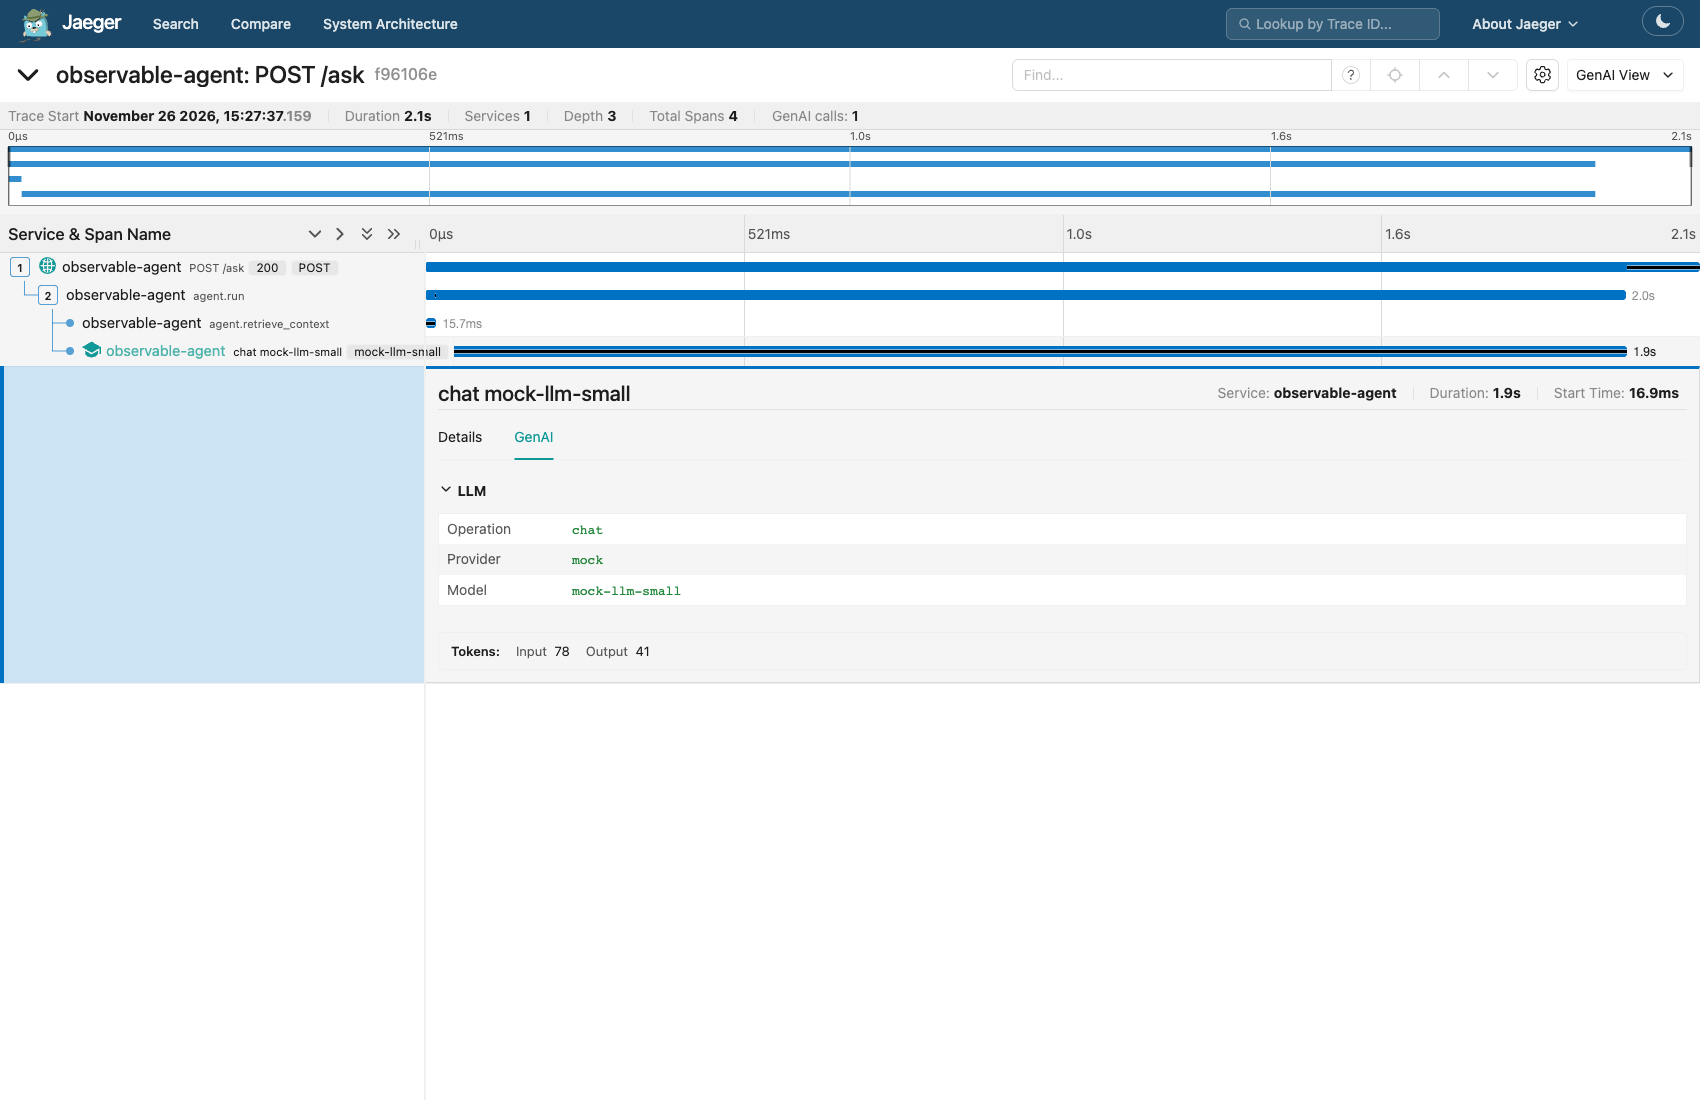 Jaeger Search Compare System Architecture Lookup by Trace ID... About Jaeger
observable-agent: POST /ask f96106e Find... ? GenAI View
Trace Start November 26 2026, 15:27:37.159 Duration 2.1s Services 1 Depth 3 Total Spans 4 GenAI calls: 1
0μs 521ms 1.0s 1.6s 2.1s
Service & Span Name 0μs 521ms 1.0s 1.6s 2.1s
1 observable-agent POST /ask 200 POST
2 observable-agent agent.run 2.0s
observable-agent agent.retrieve_context 15.7ms
observable-agent chat mock-llm-small mock-llm-small 1.9s
chat mock-llm-small Service: observable-agent Duration: 1.9s Start Time: 16.9ms
Details GenAI
LLM
Operation chat
Provider mock
Model mock-llm-small
Tokens: Input 78 Output 41